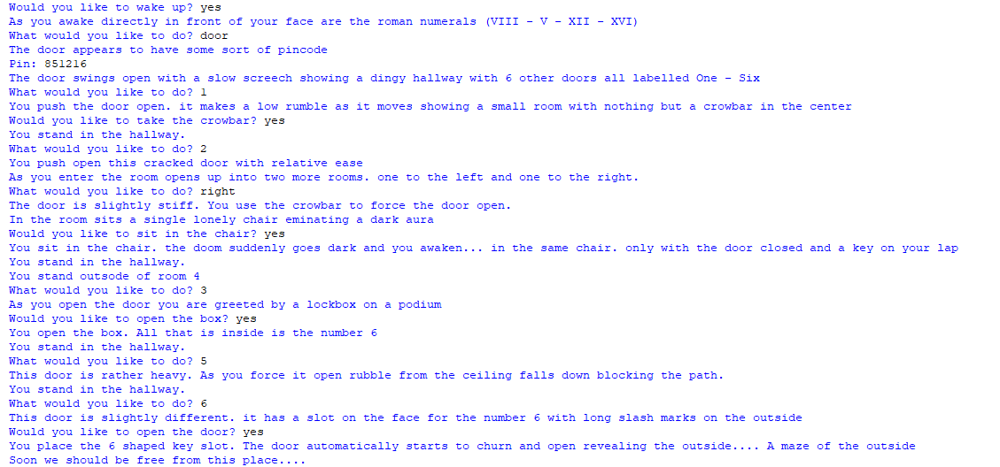 Would you like to wake up? yes
As you awake directly in front of your face are the roman numerals (VIII - V - XII - XVI)
What would you like to do? door
The door appears to have some sort of pincode
Pin: 851216
The door swings open with a slow screech showing a dingy hallway with 6 other doors all labelled One - Six
What would you like to do? 1
You push the door open. it makes a low rumble as it moves showing a small room with nothing but a crowbar in the center
Would you like to take the crowbar? yes
You stand in the hallway.
What would you like to do? 2
You push open this cracked door with relative ease
As you enter the room opens up into two more rooms. one to the left and one to the right.
What would you like to do? right
The door is slightly stiff. You use the crowbar to force the door open.
In the room sits a single lonely chair eminating a dark aura
Would you like to sit in the chair? yes
You sit in the chair. the doom suddenly goes dark and you awaken... in the same chair. only with the door closed and a key on your lap
You stand in the hallway.
You stand outsode of room 4
What would you like to do? 3
As you open the door you are greeted by a lockbox on a podium
Would you like to open the box? yes
You open the box. All that is inside is the number 6
You stand in the hallway.
What would you like to do? 5
This door is rather heavy. As you force it open rubble from the ceiling falls down blocking the path.
You stand in the hallway.
What would you like to do? 6
This door is slightly different. it has a slot on the face for the number 6 with long slash marks on the outside
Would you like to open the door? yes
You place the 6 shaped key slot. The door automatically starts to churn and open revealing the outside.... A maze of the outside
Soon we should be free from this place....